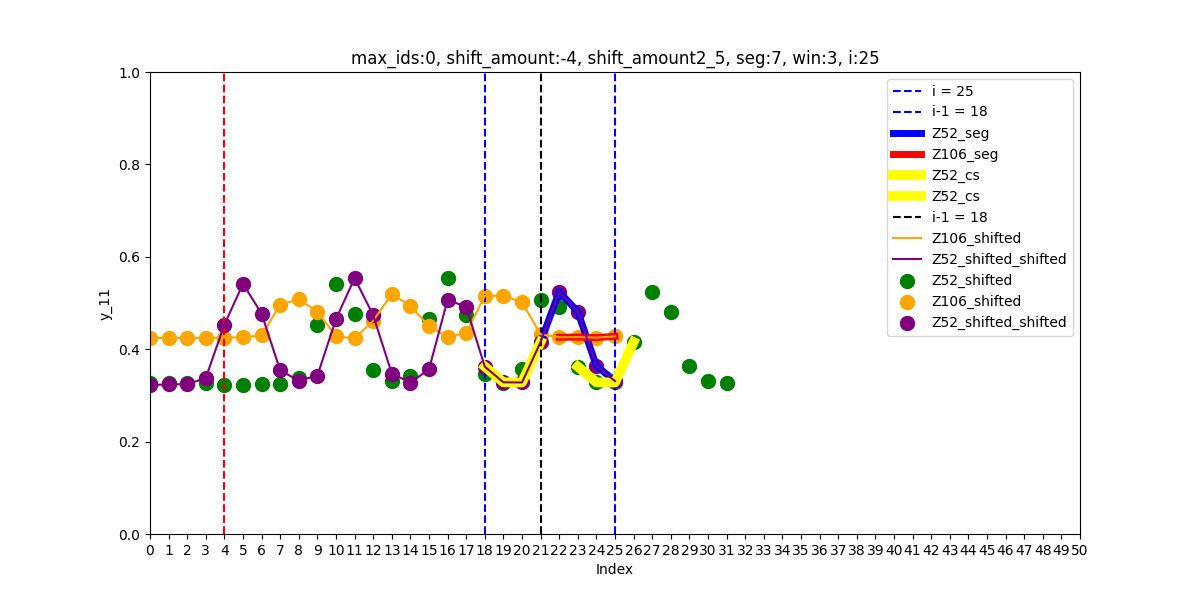 max_ids:0, shift_amount:-4, shift_amount2_5, seg:7, win:3, i:25
1.0
0.8
0.6
0.4
0.2
0.0
y_11
i = 25
i-1 = 18
Z52_seg
Z106_seg
Z52_cs
Z52_cs
i-1 = 18
Z106_shifted
Z52_shifted_shifted
Z52_shifted
Z106_shifted
Z52_shifted_shifted
0 1 2 3 4 5 6 7 8 9 10 11 12 13 14 15 16 17 18 19 20 21 22 23 24 25 26 27 28 29 30 31 32 33 34 35 36 37 38 39 40 41 42 43 44 45 46 47 48 49 50
Index